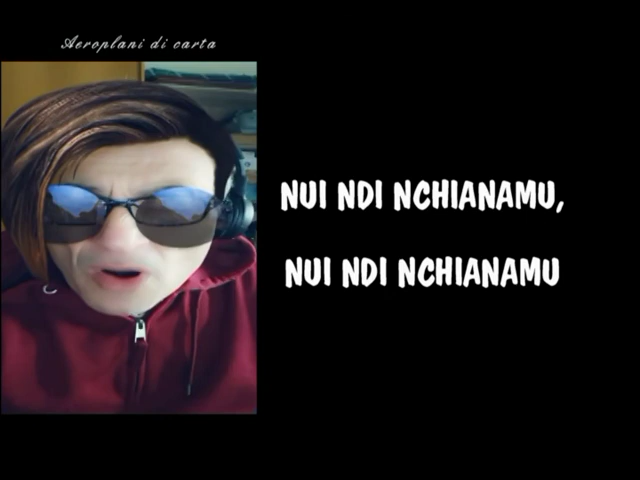 Aeroplani di carta
NUI NDI NCHIANAMU,
NUI NDI NCHIANAMU